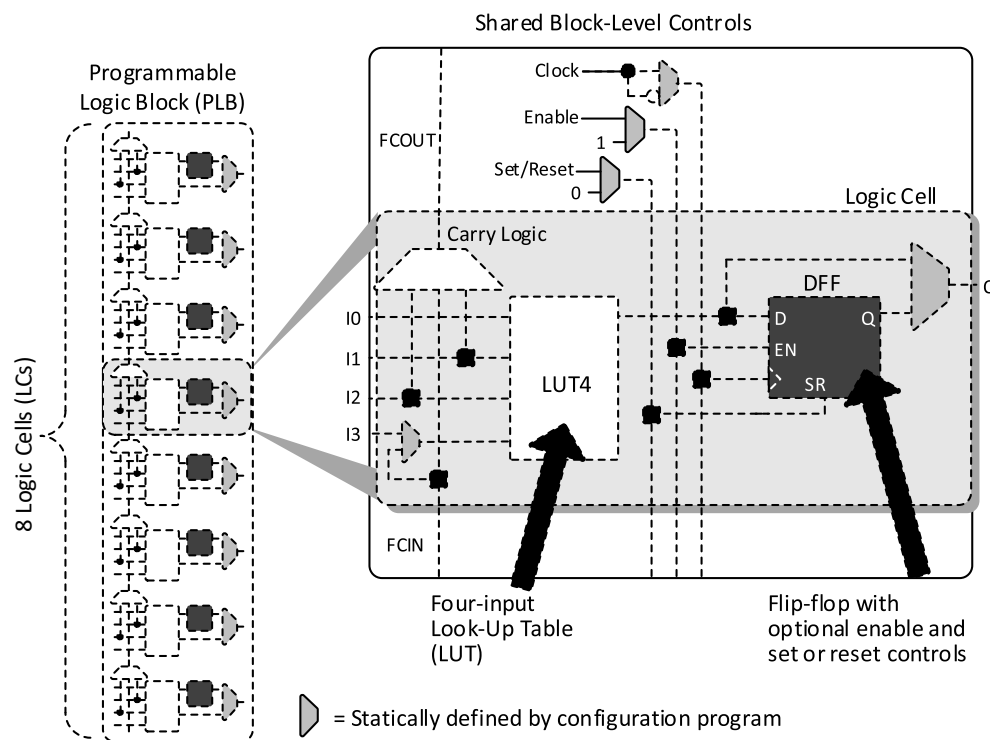 Shared Block-Level Controls
Programmable
Logic Block (PLB)
Clock
Enable
1
FCOUT
Set/Reset
0
Logic Cell
Carry Logic
DFF
O
I0
D
Q
I1
EN
LUT4
SR
I2
I3
8 Logic Cells (LCs)
FCIN
Four-input
Look-Up Table
(LUT)
Flip-flop with
optional enable and
set or reset controls
= Statically defined by configuration program